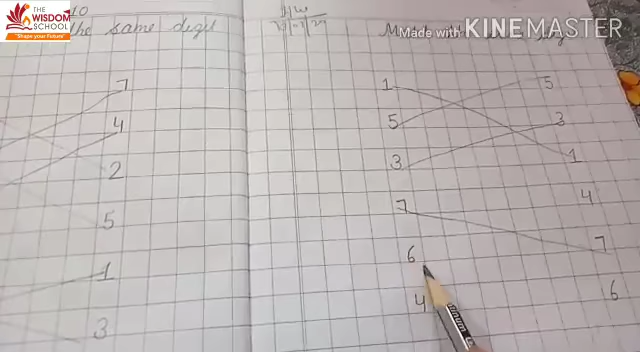 THE
WISDOM
SCHOOL
"Shape your Future"
10
the same digit
H/W
Made with KINEMASTER
7
4
2
5
1
3
1 5
5 3
3 1
7 4
6 7
4 6